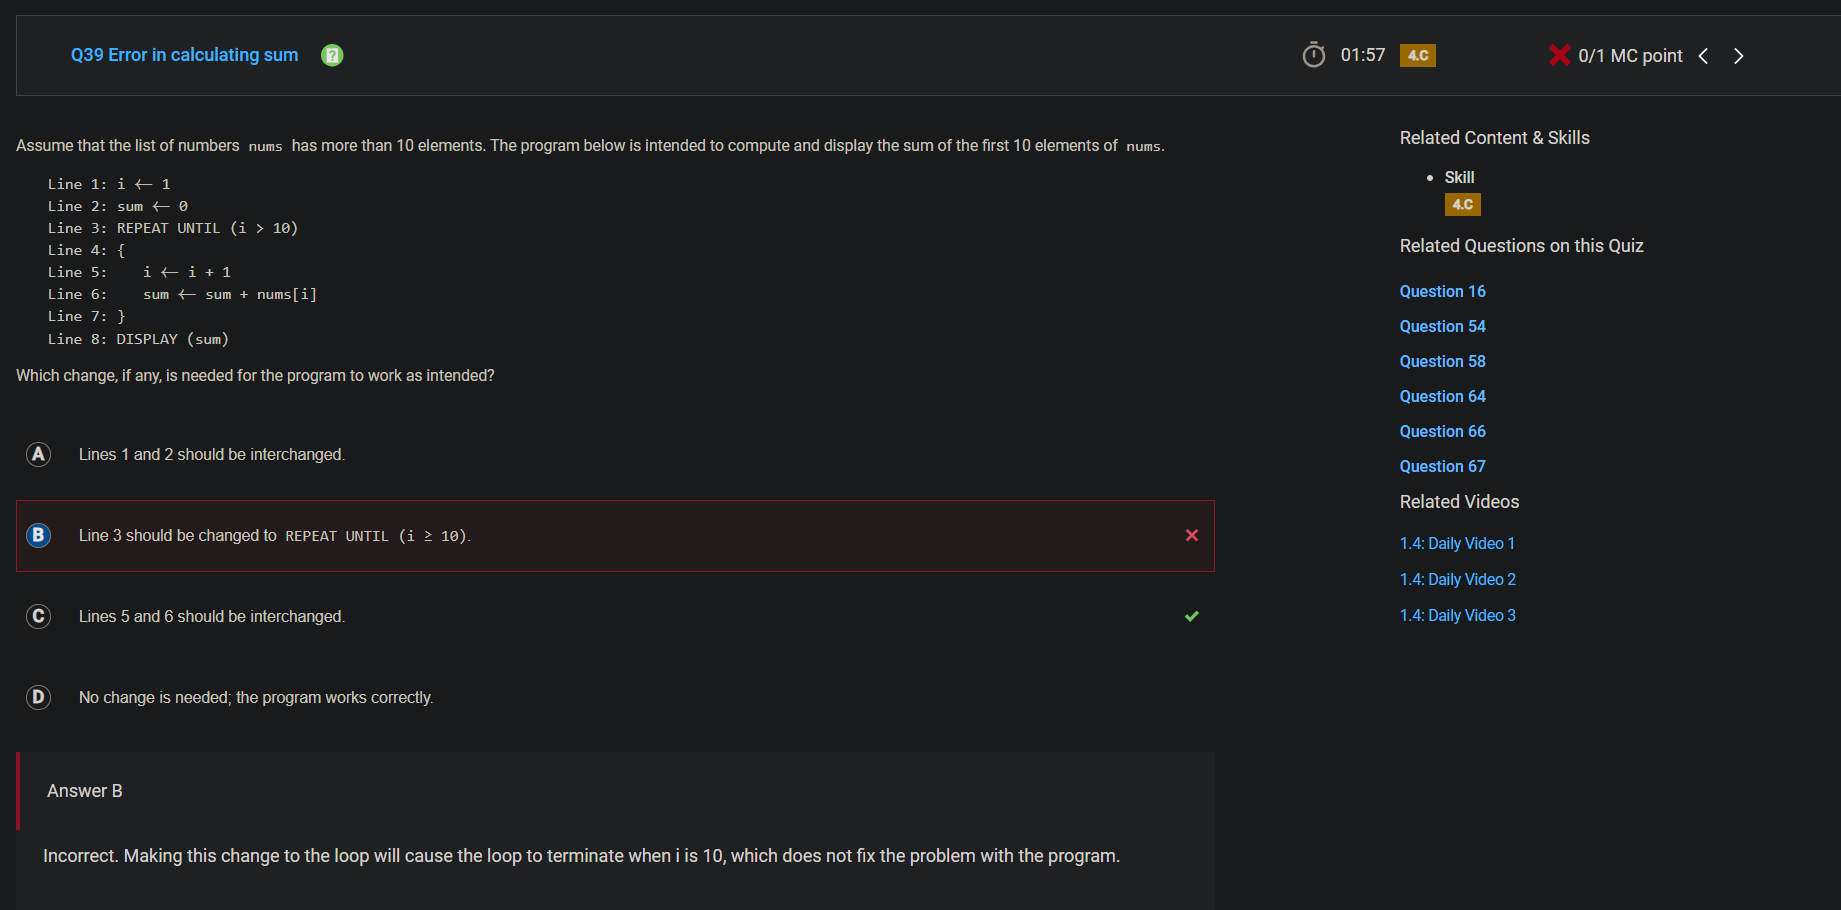 Q39 Error in calculating sum
?
01:57
4.C
0/1 MC point
Assume that the list of numbers nums has more than 10 elements. The program below is intended to compute and display the sum of the first 10 elements of nums.
Line 1: i ← 1
Line 2: sum ← 0
Line 3: REPEAT UNTIL (i > 10)
Line 4: {
Line 5: i ← i + 1
Line 6: sum ← sum + nums[i]
Line 7: }
Line 8: DISPLAY (sum)
Which change, if any, is needed for the program to work as intended?
A Lines 1 and 2 should be interchanged.
B Line 3 should be changed to REPEAT UNTIL (i ≥ 10).
C Lines 5 and 6 should be interchanged.
D No change is needed; the program works correctly.
Answer B
Incorrect. Making this change to the loop will cause the loop to terminate when i is 10, which does not fix the problem with the program.
Related Content & Skills
• Skill
4.C
Related Questions on this Quiz
Question 16
Question 54
Question 58
Question 64
Question 66
Question 67
Related Videos
1.4: Daily Video 1
1.4: Daily Video 2
1.4: Daily Video 3